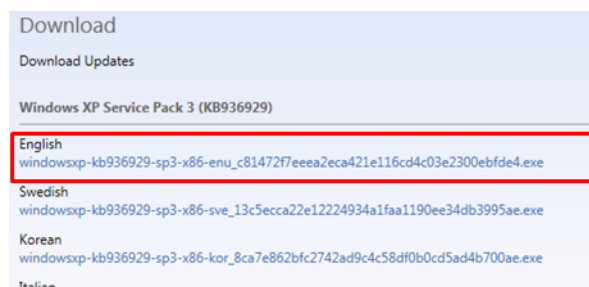 Download
Download Updates
Windows XP Service Pack 3 (KB936929)
English
windowsxp-kb936929-sp3-x86-enu_c81472f7eeea2eca421e116cd4c03e2300ebfde4.exe
Swedish
windowsxp-kb936929-sp3-x86-sve_13c5ecca22e12224934a1faa1190ee34db3995ae.exe
Korean
windowsxp-kb936929-sp3-x86-kor_8ca7e862bfc2742ad9c4c58df0b0cd5ad4b700ae.exe
Italian